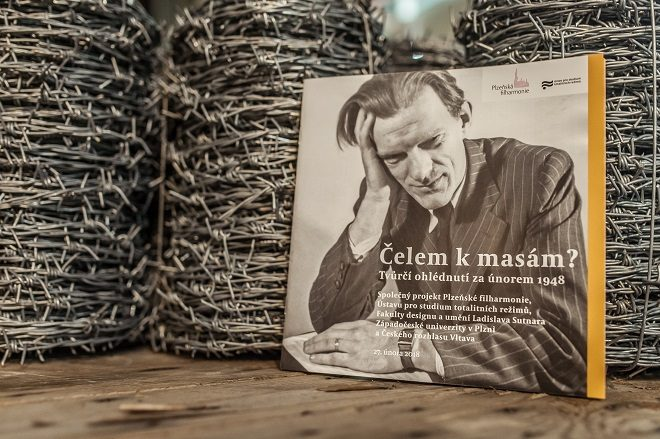 Plzeňská
filharmonie
Čelem k masám?
Tvůrčí ohlédnutí za únorem 1948
Společný projekt Plzeňské filharmonie,
Ústavu pro studium totalitních režimů,
Fakulty designu a umění Ladislava Sutnara
Západočeské univerzity v Plzni
a Českého rozhlasu Vltava
27. února 2018